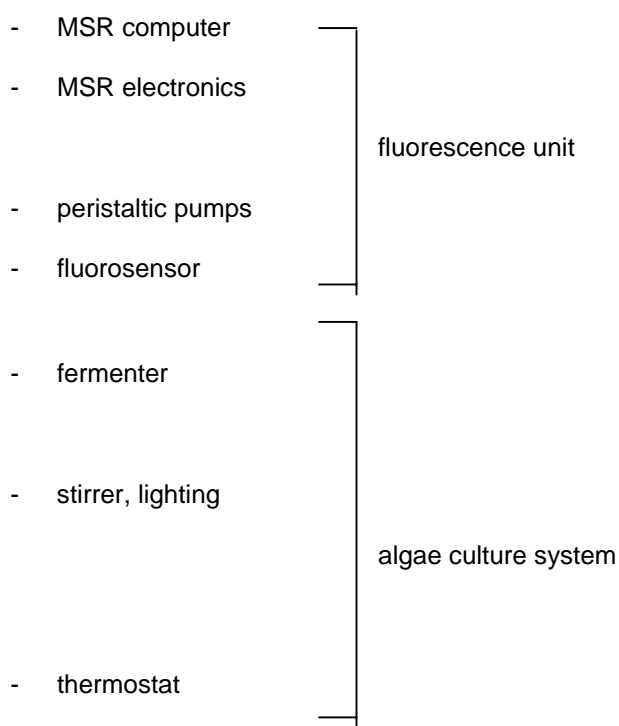 - MSR computer
- MSR electronics
fluorescence unit
- peristaltic pumps
- fluorosensor
- fermenter
- stirrer, lighting
algae culture system
- thermostat